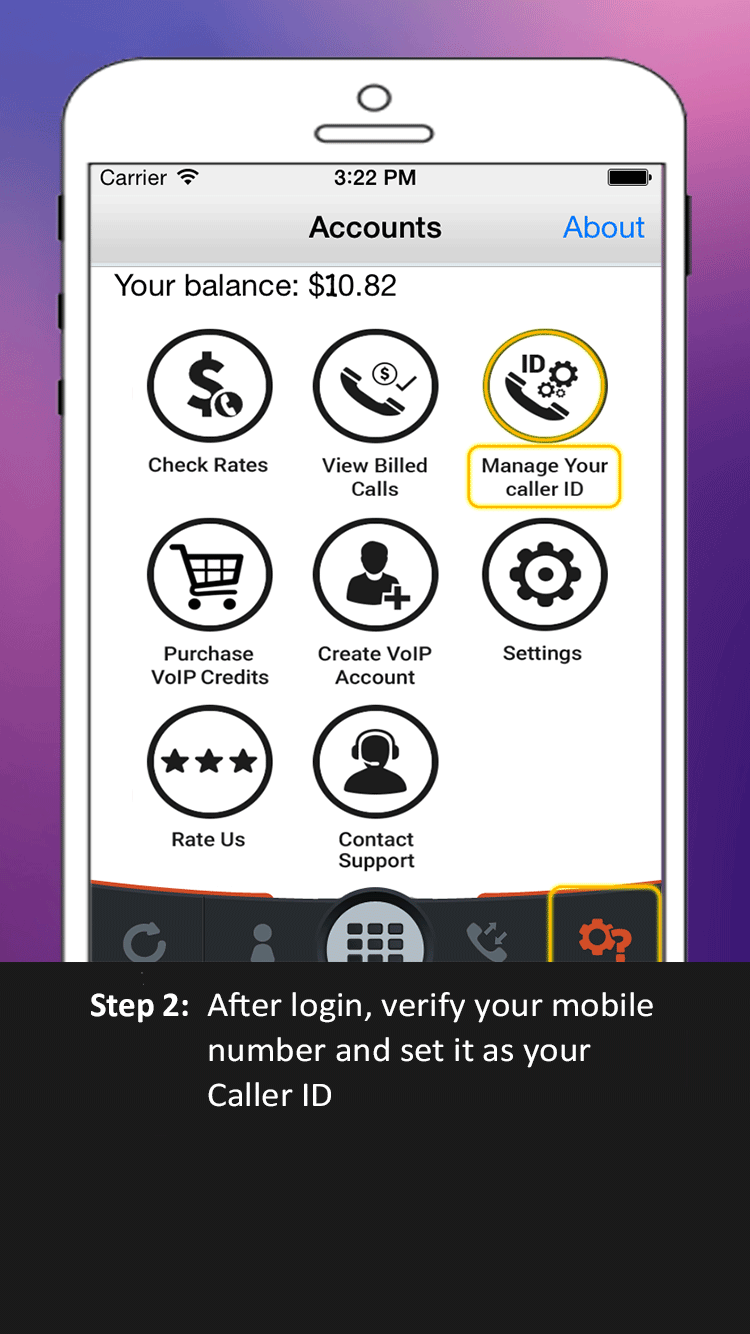 Carrier 3:22 PM
Accounts About
Your balance: $10.82
ID
Check Rates
View Billed
Calls
Manage Your
caller ID
Purchase
VoIP Credits
Create VoIP
Account
Settings
Rate Us
Contact
Support
Step 2: After login, verify your mobile
number and set it as your
Caller ID